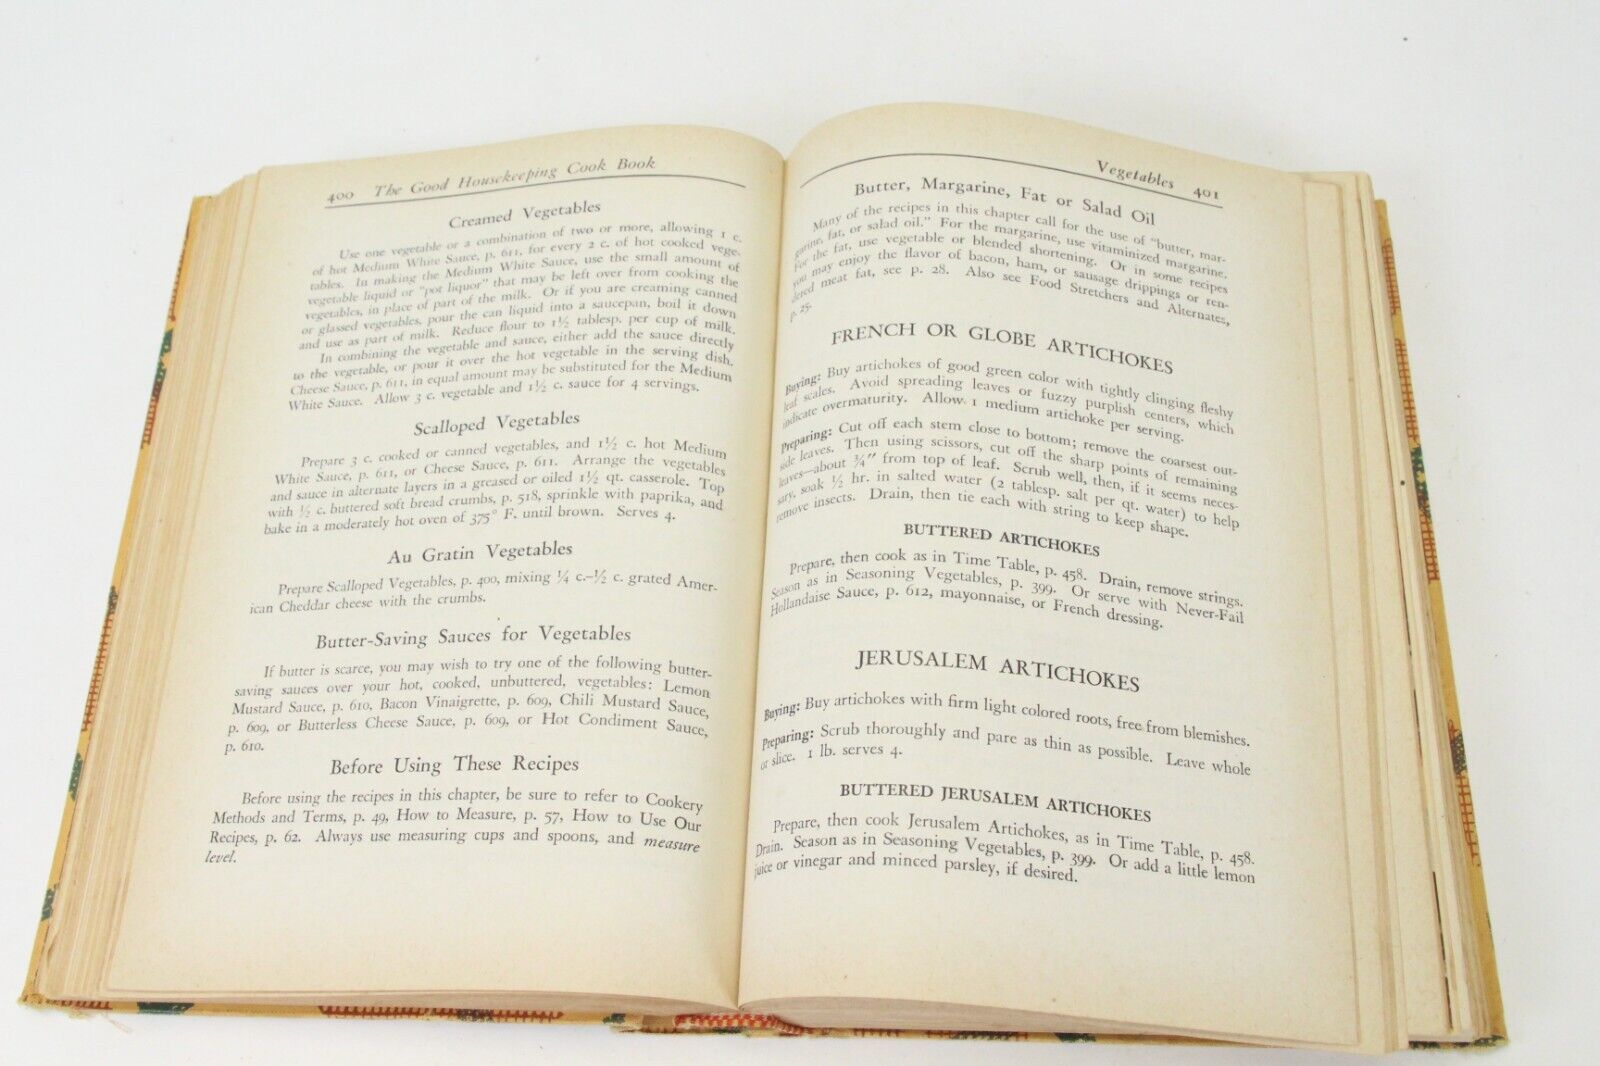 400 The Good Housekeeping Cook Book
Creamed Vegetables
Use one vegetable or a combination of two or more, allowing 1 c.
of hot Medium White Sauce, p. 611, for every 2 c. of hot cooked vege-
tables. In making the Medium White Sauce, use the small amount of
vegetable liquid or "pot liquor" that may be left over from cooking the
vegetables, in place of part of the milk. Or if you are creaming canned
or glassed vegetables, pour the can liquid into a saucepan, boil it down
and use as part of milk. Reduce flour to 1½ tablesp. per cup of milk.
In combining the vegetable and sauce, either add the sauce directly
to the vegetable, or pour it over the hot vegetable in the serving dish.
Cheese Sauce, p. 611, in equal amount may be substituted for the Medium
White Sauce. Allow 3 c. vegetable and 1½ c. sauce for 4 servings.
Scalloped Vegetables
Prepare 3 c. cooked or canned vegetables, and 1½ c. hot Medium
White Sauce, p. 611, or Cheese Sauce, p. 611. Arrange the vegetables
and sauce in alternate layers in a greased or oiled 1½ qt. casserole. Top
with ½ c. buttered soft bread crumbs, p. 518, sprinkle with paprika, and
bake in a moderately hot oven of 375° F. until brown. Serves 4.
Au Gratin Vegetables
Prepare Scalloped Vegetables, p. 400, mixing ¼ c.–½ c. grated Amer-
ican Cheddar cheese with the crumbs.
Butter-Saving Sauces for Vegetables
If butter is scarce, you may wish to try one of the following butter-
saving sauces over your hot, cooked, unbuttered, vegetables: Lemon
Mustard Sauce, p. 610, Bacon Vinaigrette, p. 609, Chili Mustard Sauce,
p. 609, or Butterless Cheese Sauce, p. 609, or Hot Condiment Sauce,
p. 610.
Before Using These Recipes
Before using the recipes in this chapter, be sure to refer to Cookery
Methods and Terms, p. 49, How to Measure, p. 57, How to Use Our
Recipes, p. 62. Always use measuring cups and spoons, and measure
level.
Vegetables 401
Butter, Margarine, Fat or Salad Oil
Many of the recipes in this chapter call for the use of "butter, mar-
garine, fat, or salad oil." For the margarine, use vitaminized margarine.
For the fat, use vegetable or blended shortening. Or in some recipes
you may enjoy the flavor of bacon, ham, or sausage drippings or ren-
dered meat fat, see p. 28. Also see Food Stretchers and Alternates,
p. 25.
FRENCH OR GLOBE ARTICHOKES
Buying: Buy artichokes of good green color with tightly clinging fleshy
leaf scales. Avoid spreading leaves or fuzzy purplish centers, which
indicate overmaturity. Allow 1 medium artichoke per serving.
Preparing: Cut off each stem close to bottom; remove the coarsest out-
side leaves. Then using scissors, cut off the sharp points of remaining
leaves—about ¾" from top of leaf. Scrub well, then, if it seems neces-
sary, soak ½ hr. in salted water (2 tablesp. salt per qt. water) to help
remove insects. Drain, then tie each with string to keep shape.
BUTTERED ARTICHOKES
Prepare, then cook as in Time Table, p. 458. Drain, remove strings.
Season as in Seasoning Vegetables, p. 399. Or serve with Never-Fail
Hollandaise Sauce, p. 612, mayonnaise, or French dressing.
JERUSALEM ARTICHOKES
Buying: Buy artichokes with firm light colored roots, free from blemishes.
Preparing: Scrub thoroughly and pare as thin as possible. Leave whole
or slice. 1 lb. serves 4.
BUTTERED JERUSALEM ARTICHOKES
Prepare, then cook Jerusalem Artichokes, as in Time Table, p. 458.
Drain. Season as in Seasoning Vegetables, p. 399. Or add a little lemon
juice or vinegar and minced parsley, if desired.